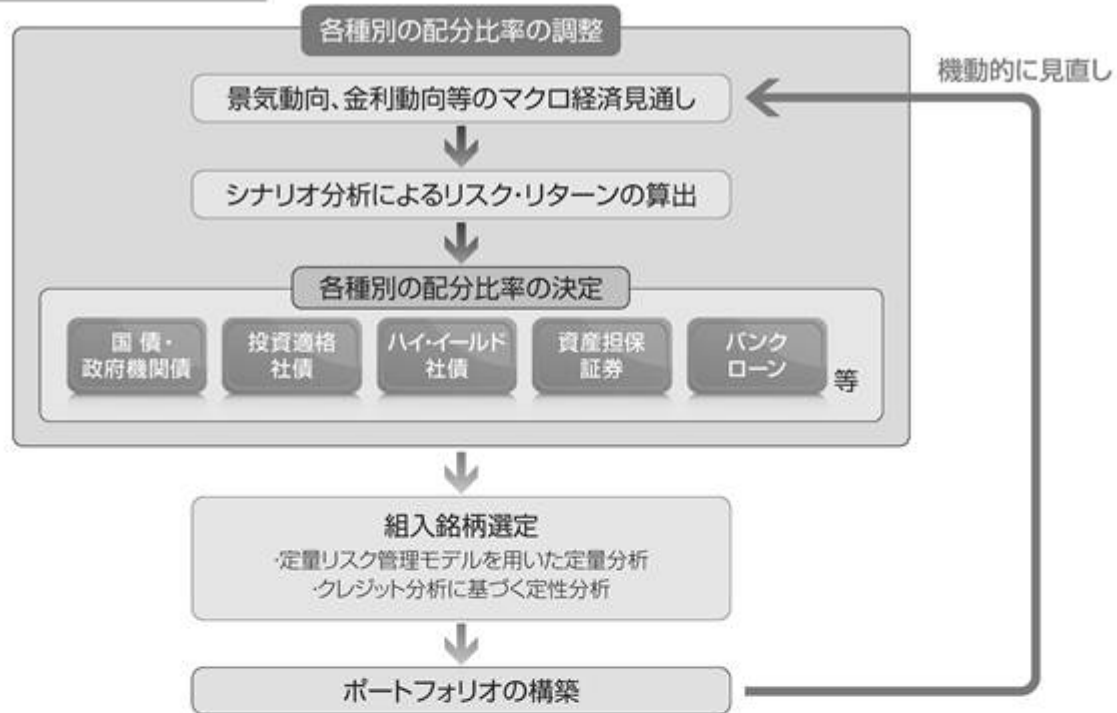 各種別の配分比率の調整
機動的に見直し
景気動向、金利動向等のマクロ経済見通し
シナリオ分析によるリスク・リターンの算出
各種別の配分比率の決定
国債・
政府機関債
投資適格
社債
ハイ・イールド
社債
資産担保
証券
バンク
ローン
等
組入銘柄選定
・定量リスク管理モデルを用いた定量分析
・クレジット分析に基づく定性分析
ポートフォリオの構築